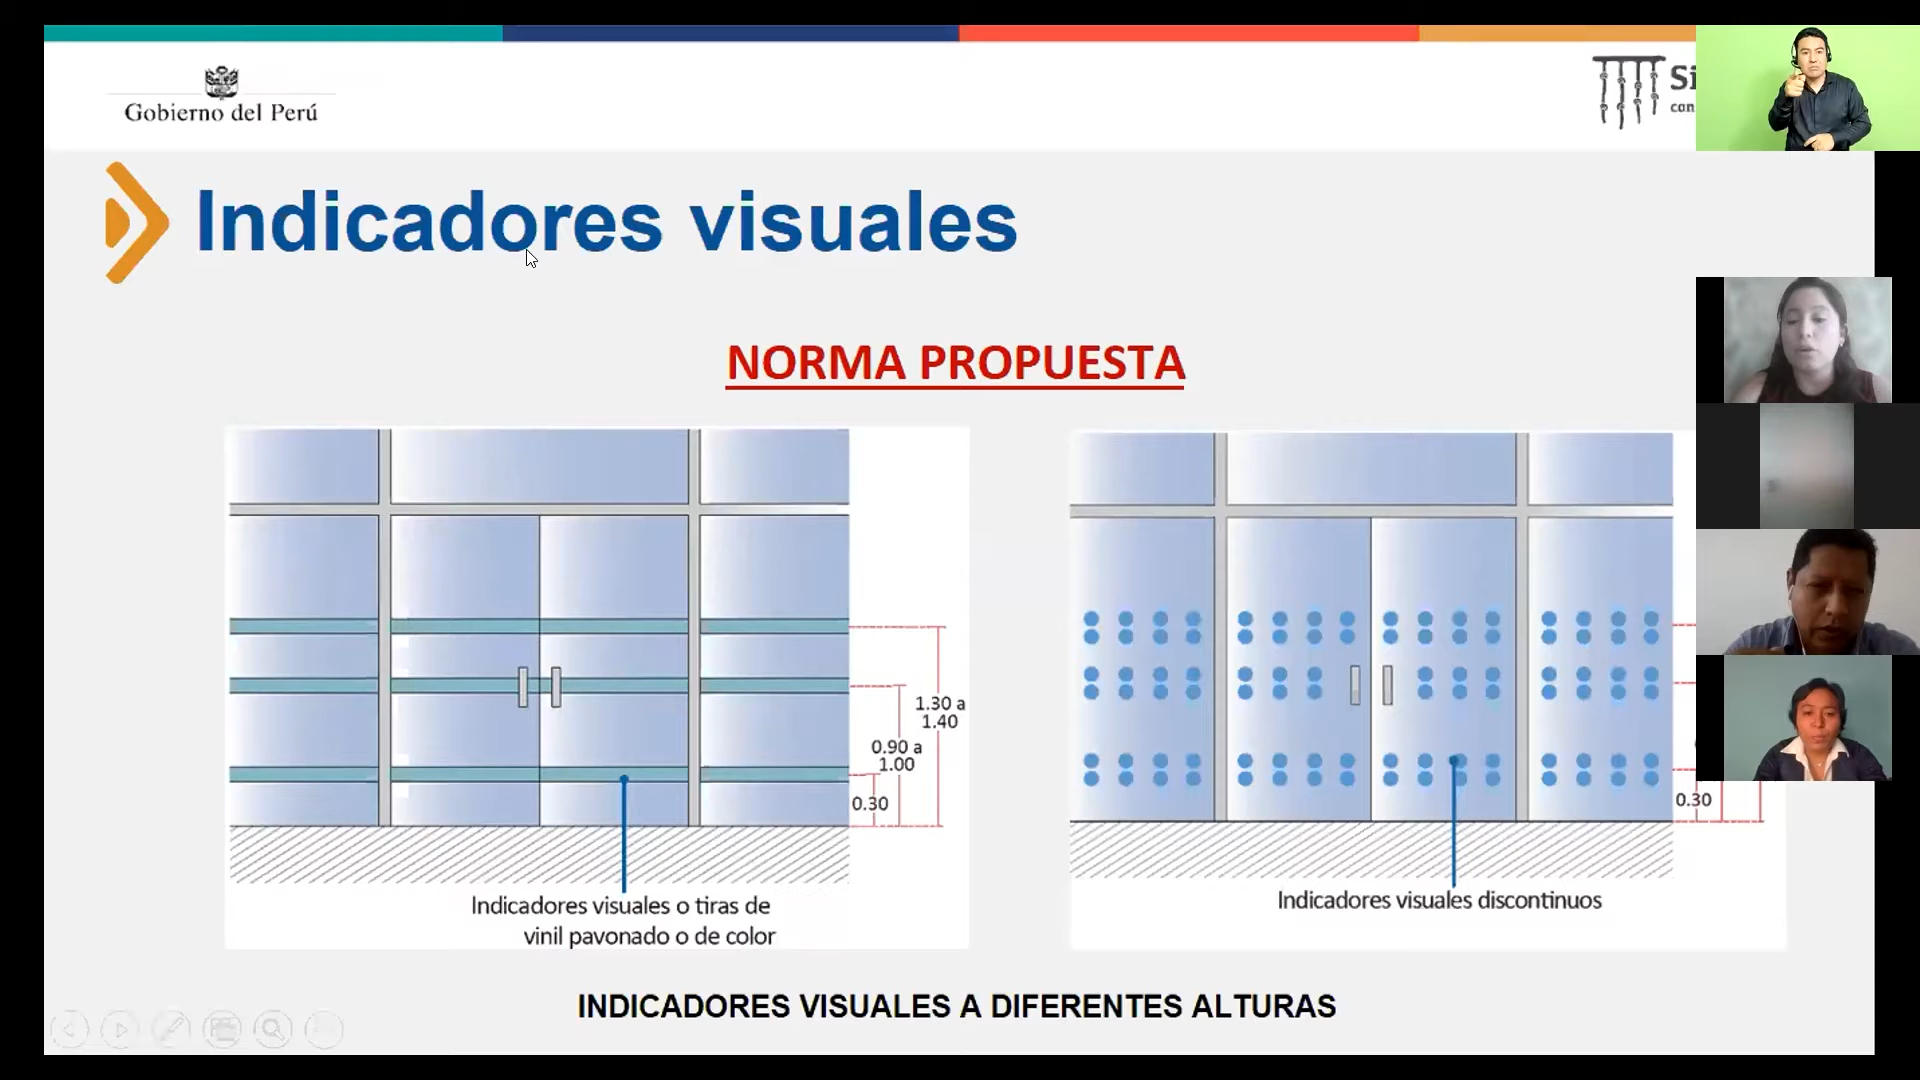 Gobierno del Perú
Indicadores visuales
NORMA PROPUESTA
1.30 a
1.40
0.90 a
1.00
0.30
Indicadores visuales o tiras de
vinil pavonado o de color
0.30
Indicadores visuales discontinuos
INDICADORES VISUALES A DIFERENTES ALTURAS